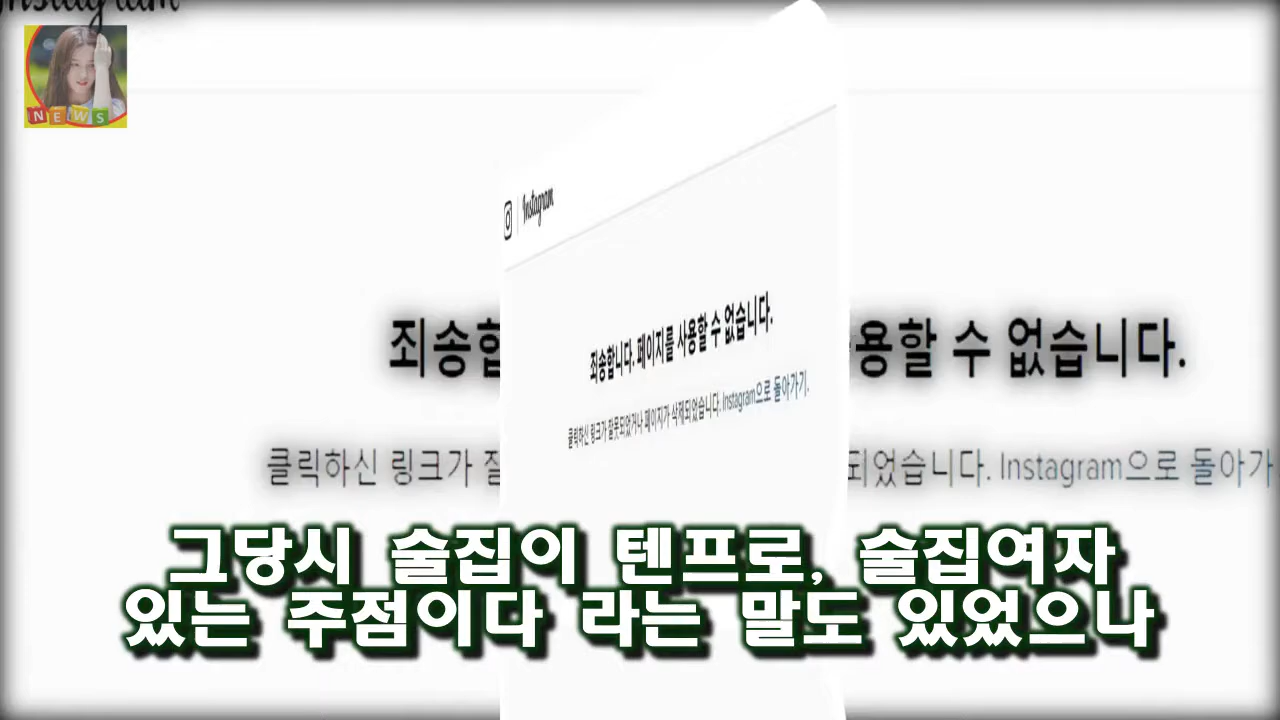 Instagram
NEWS
Instagram
죄송합니다. 페이지를 사용할 수 없습니다.
클릭하신 링크가 잘못되었거나 페이지가 삭제되었습니다. Instagram으로 돌아가기.
죄송합 용할 수 없습니다.
클릭하신 링크가 되었습니다. Instagram으로 돌아가
그당시 술집이 텐프로, 술집여자
있는 주점이다 라는 말도 있었으나